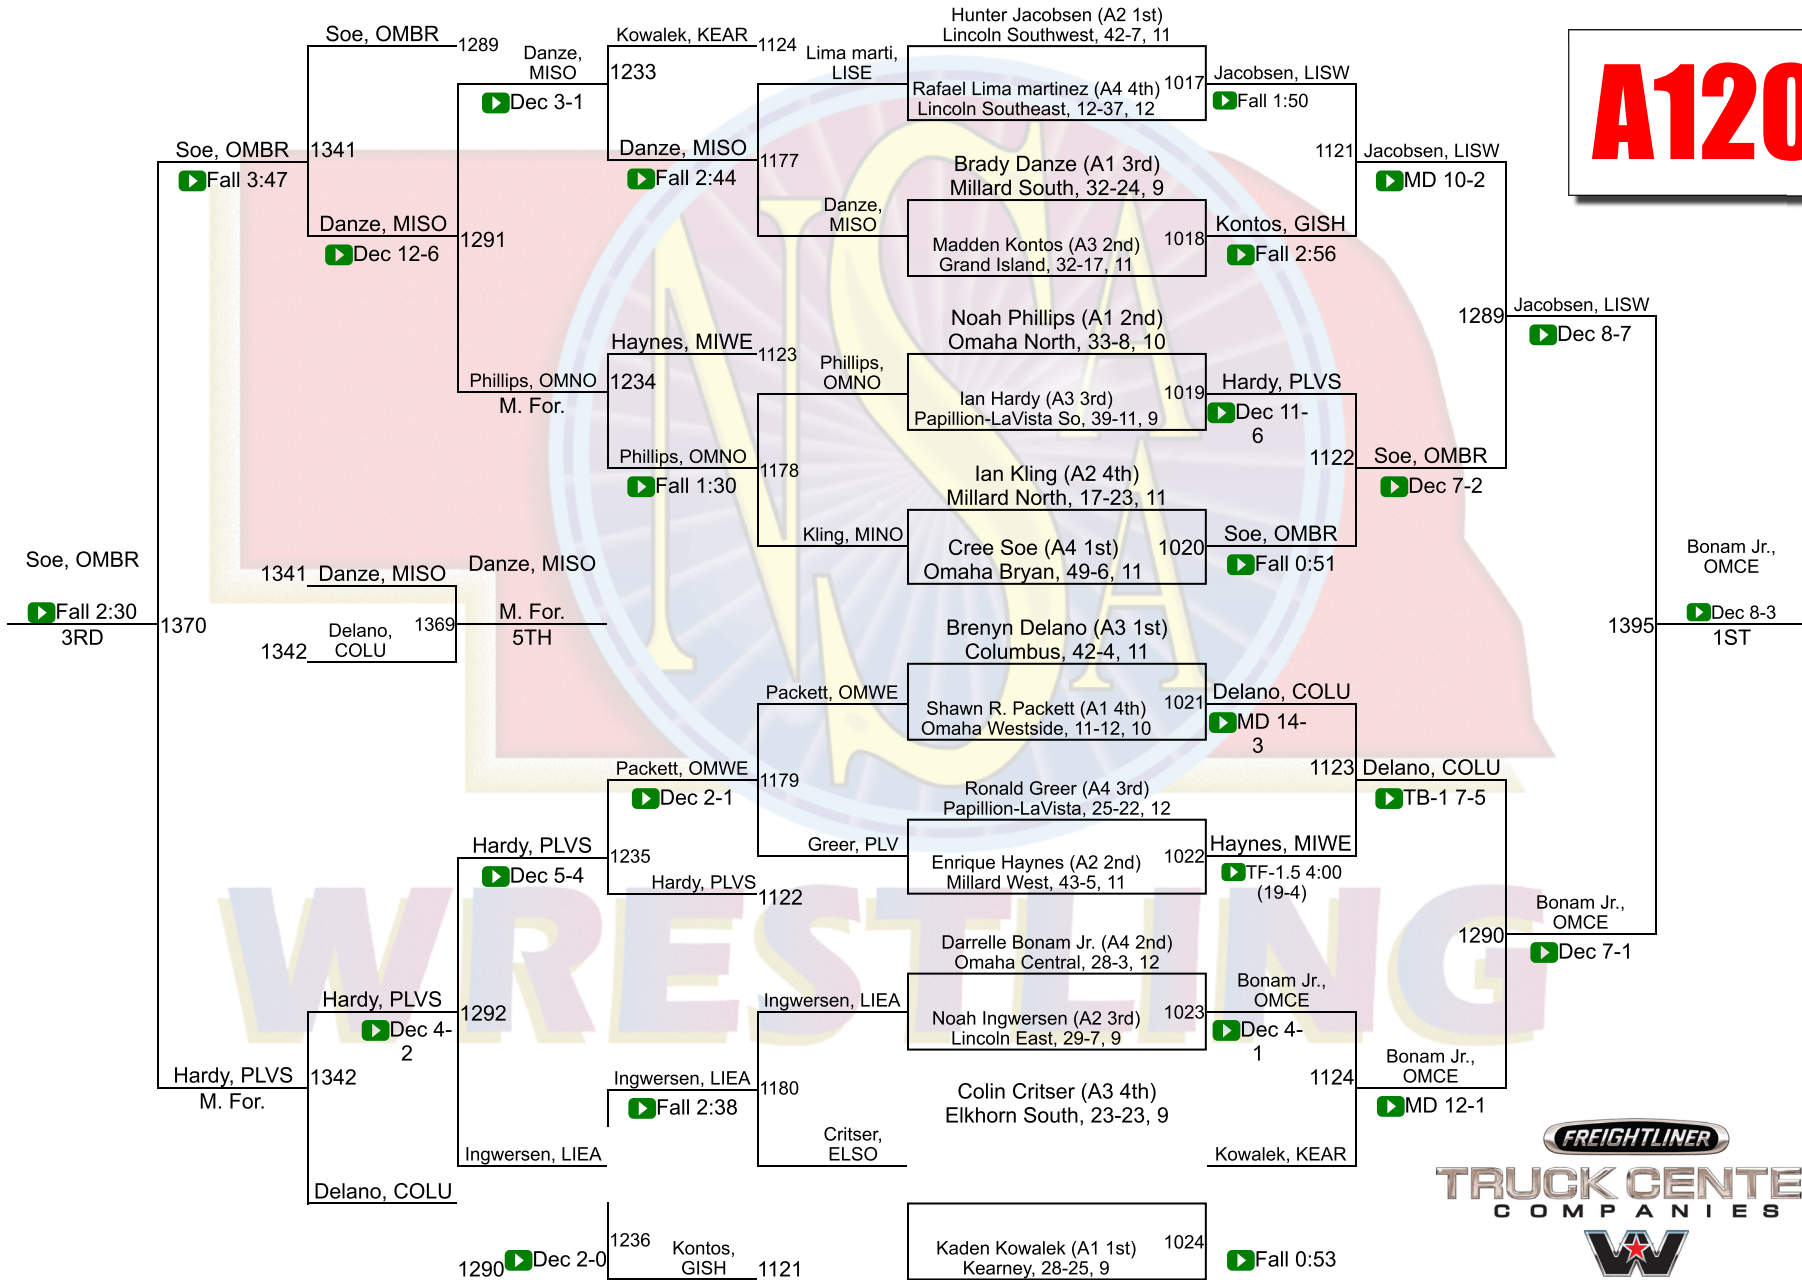 Hunter Jacobsen (A2 1st)
Lincoln Southwest, 42-7, 11
Rafael Lima martinez (A4 4th)
Lincoln Southeast, 12-37, 12
1017
Brady Danze (A1 3rd)
Millard South, 32-24, 9
Madden Kontos (A3 2nd)
Grand Island, 32-17, 11
1018
Noah Phillips (A1 2nd)
Omaha North, 33-8, 10
Ian Hardy (A3 3rd)
Papillion-LaVista So, 39-11, 9
1019
Ian Kling (A2 4th)
Millard North, 17-23, 11
Cree Soe (A4 1st)
Omaha Bryan, 49-6, 11
1020
Brenyn Delano (A3 1st)
Columbus, 42-4, 11
Shawn R. Packett (A1 4th)
Omaha Westside, 11-12, 10
1021
Ronald Greer (A4 3rd)
Papillion-LaVista, 25-22, 12
Enrique Haynes (A2 2nd)
Millard West, 43-5, 11
1022
Darrelle Bonam Jr. (A4 2nd)
Omaha Central, 28-3, 12
Noah Ingwersen (A2 3rd)
Lincoln East, 29-7, 9
1023
Colin Critser (A3 4th)
Elkhorn South, 23-23, 9
Kaden Kowalek (A1 1st)
Kearney, 28-25, 9
1024
Jacobsen, LISW
Fall 1:50
Kontos, GISH
Fall 2:56
Hardy, PLVS
Dec 11-
6
Soe, OMBR
Fall 0:51
Delano, COLU
MD 14-
3
Haynes, MIWE
TF-1.5 4:00
(19-4)
Bonam Jr.,
OMCE
Dec 4-
1
Kowalek, KEAR
Fall 0:53
1121
Jacobsen, LISW
MD 10-2
1122
Soe, OMBR
Dec 7-2
1123
Delano, COLU
TB-1 7-5
1124
Bonam Jr.,
OMCE
MD 12-1
1289
Jacobsen, LISW
Dec 8-7
1290
Bonam Jr.,
OMCE
Dec 7-1
1395
Bonam Jr.,
OMCE
Dec 8-3
1ST
Lima marti,
LISE
Danze,
MISO
Phillips,
OMNO
Kling, MINO
Packett, OMWE
Greer, PLV
Ingwersen, LIEA
Critser,
ELSO
Kowalek, KEAR
1124
Danze, MISO
1177
Fall 2:44
Haynes, MIWE
1123
Phillips, OMNO
1178
Fall 1:30
Packett, OMWE
1179
Dec 2-1
Hardy, PLVS
1122
Ingwersen, LIEA
1180
Fall 2:38
Kontos,
GISH
1121
Danze,
MISO
1233
Dec 3-1
Phillips, OMNO
1234
M. For.
Hardy, PLVS
1235
Dec 5-4
Ingwersen, LIEA
1236
Dec 2-0
Soe, OMBR
1289
Danze, MISO
1291
Dec 12-6
Hardy, PLVS
1292
Dec 4-
2
Delano, COLU
1290
Soe, OMBR
1341
Fall 3:47
Hardy, PLVS
1342
M. For.
Soe, OMBR
Fall 2:30
3RD
1370
1341
Danze, MISO
1342
Delano,
COLU
1369
Danze, MISO
M. For.
5TH
A120
NSAA
WRESTLING
FREIGHTLINER
TRUCK CENTE
COMPANIES